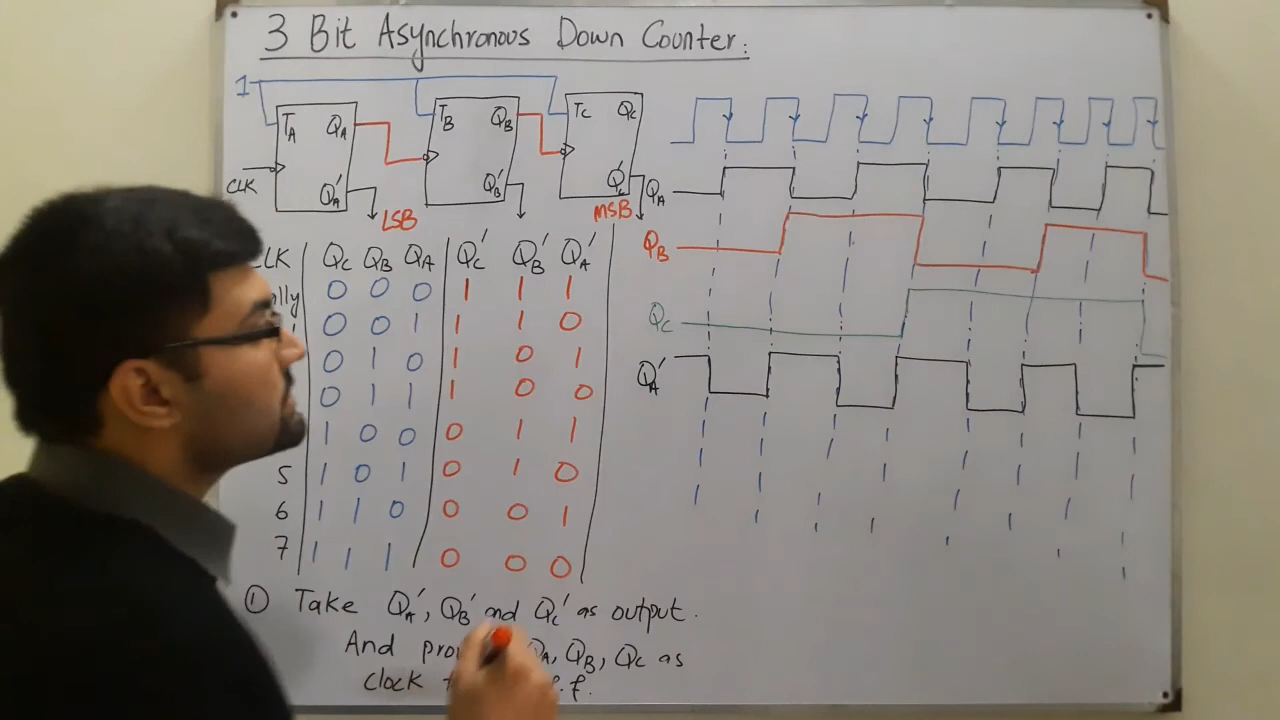 3 Bit Asynchronous Down Counter:
1
TA QA TB QB TC QC
CLK QA' QB' QC'
LSB MSB
QA
QB
QC
QA'
CLK QC QB QA QC' QB' QA'
0 0 0 1 1 1
0 0 1 1 1 0
0 1 0 1 0 1
0 1 1 1 0 0
1 0 0 0 1 1
5 1 0 1 0 1 0
6 1 1 0 0 0 1
7 1 1 1 0 0 0
① Take QA', QB' and QC' as output.
And QA, QB, QC as
clock f.f.